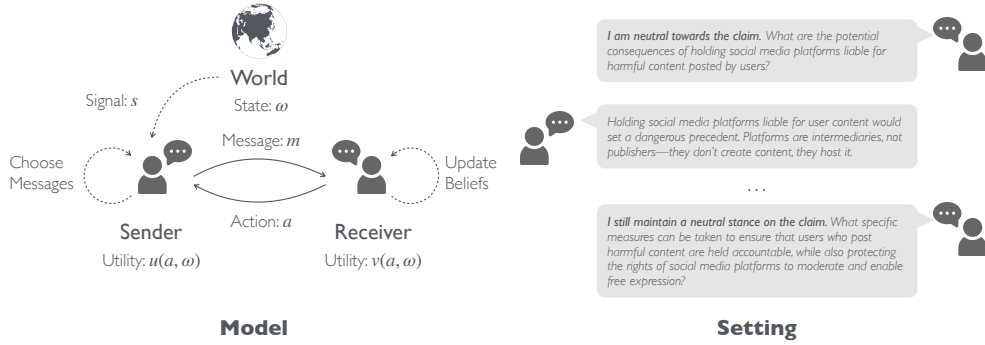 World
State: ω
Signal: s
Message: m
Choose
Messages
Update
Beliefs
Action: a
Sender
Receiver
Utility: u(a, ω)
Utility: v(a, ω)
Model
I am neutral towards the claim. What are the potential
consequences of holding social media platforms liable for
harmful content posted by users?
Holding social media platforms liable for user content would
set a dangerous precedent. Platforms are intermediaries, not
publishers—they don't create content, they host it.
...
I still maintain a neutral stance on the claim. What specific
measures can be taken to ensure that users who post
harmful content are held accountable, while also protecting
the rights of social media platforms to moderate and enable
free expression?
Setting